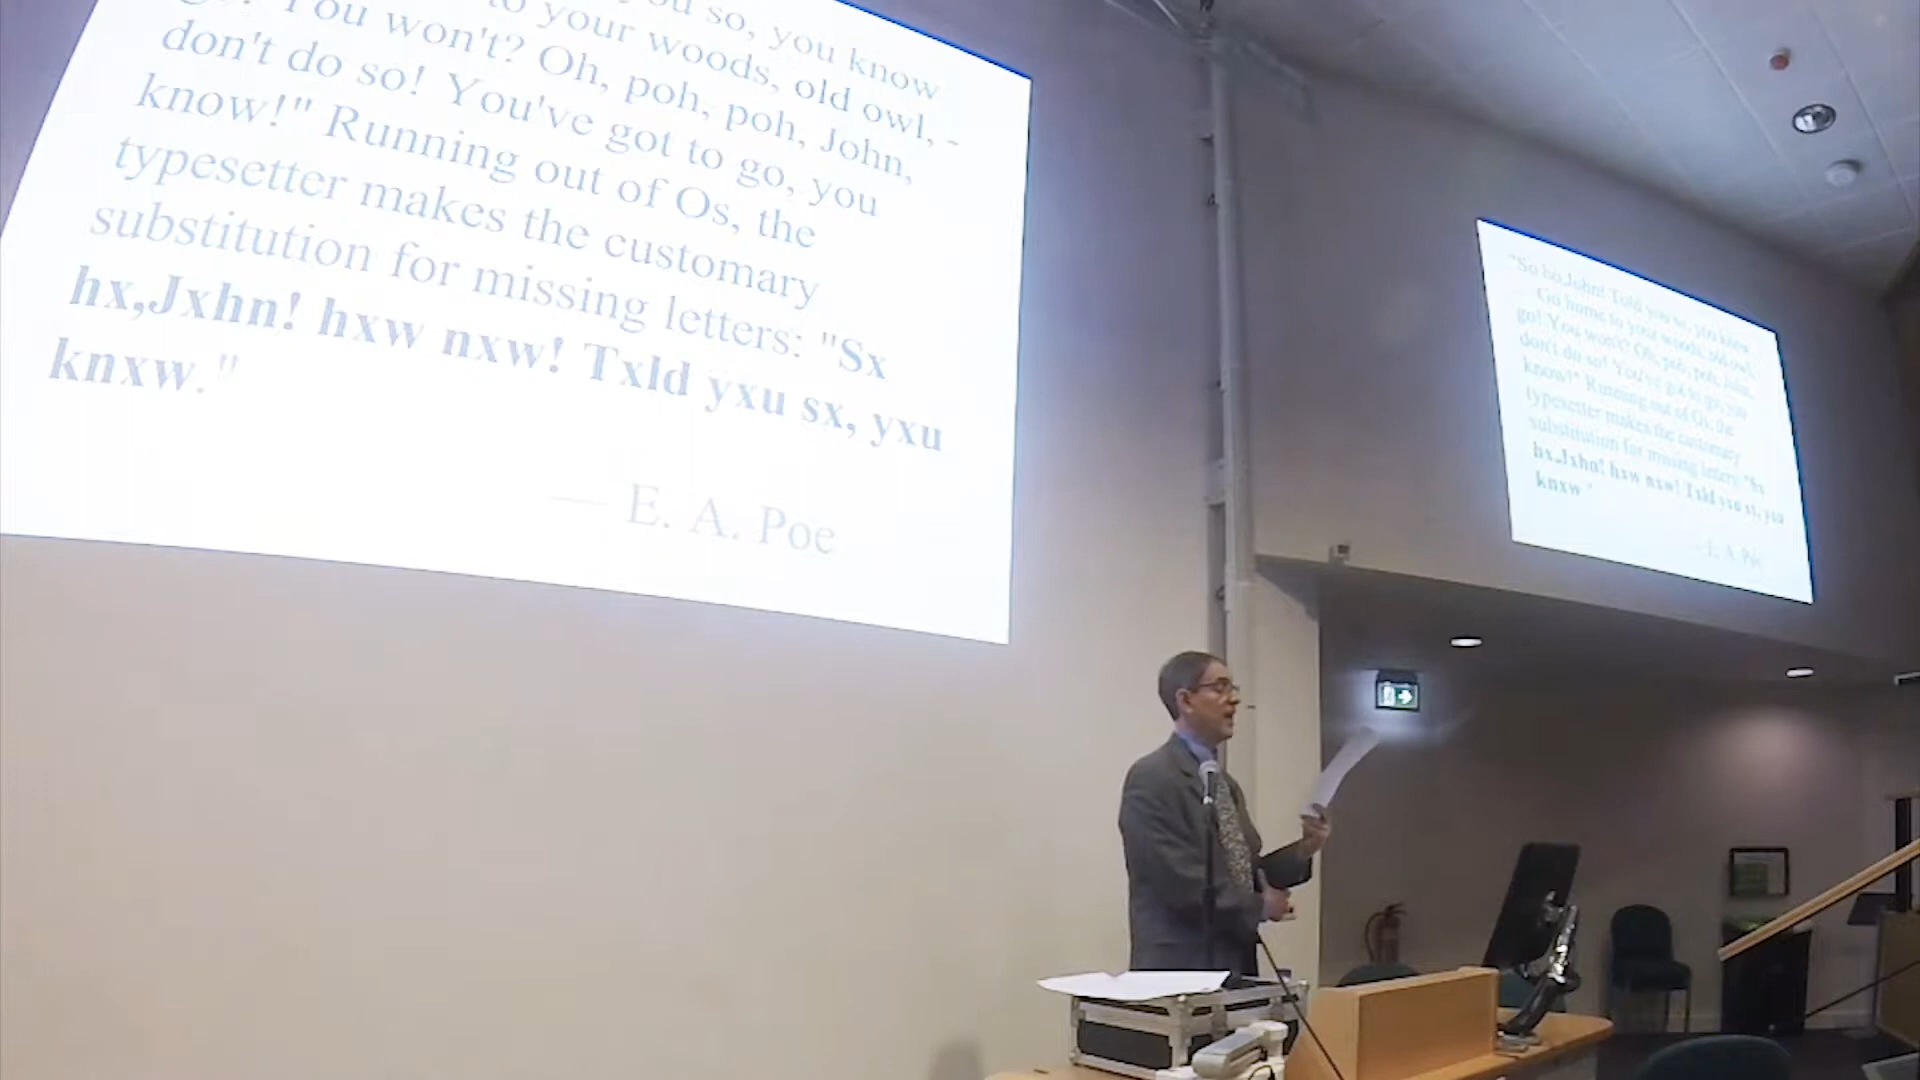 you so, you know
to your woods, old owl, -
go! You won't? Oh, poh, poh, John,
don't do so! You've got to go, you
know!" Running out of Os, the
typesetter makes the customary
substitution for missing letters: "Sx
hx,Jxhn! hxw nxw! Txld yxu sx, yxu
knxw."
— E. A. Poe
"So ho,John! Told you so, you know
Go home to your woods, old owl, -
go! You won't? Oh, poh, poh, John,
don't do so! You've got to go, you
know!" Running out of Os, the
typesetter makes the customary
substitution for missing letters: "Sx
hx,Jxhn! hxw nxw! Txld yxu sx, yxu
knxw."
— E. A. Poe